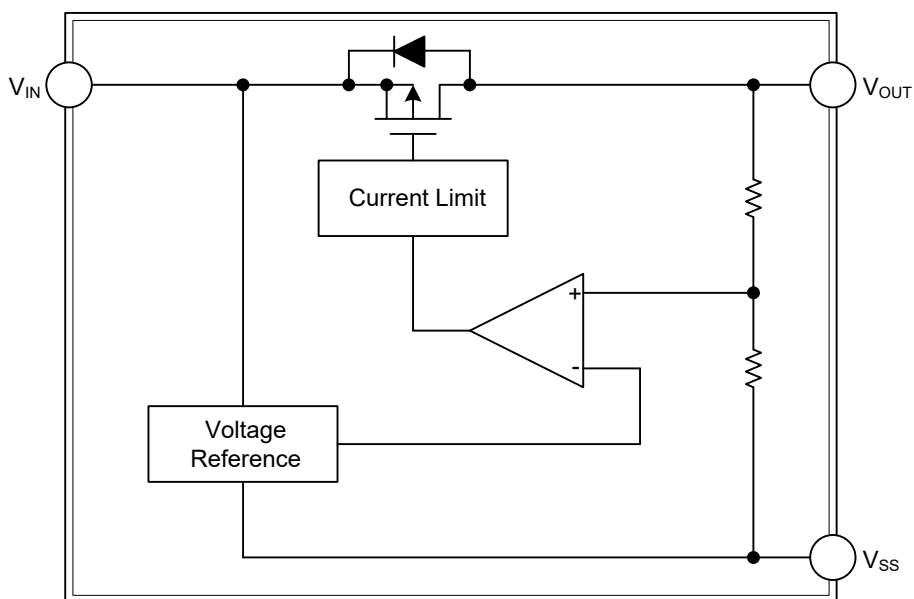 V_IN
V_OUT
Current Limit
+
-
Voltage
Reference
V_SS